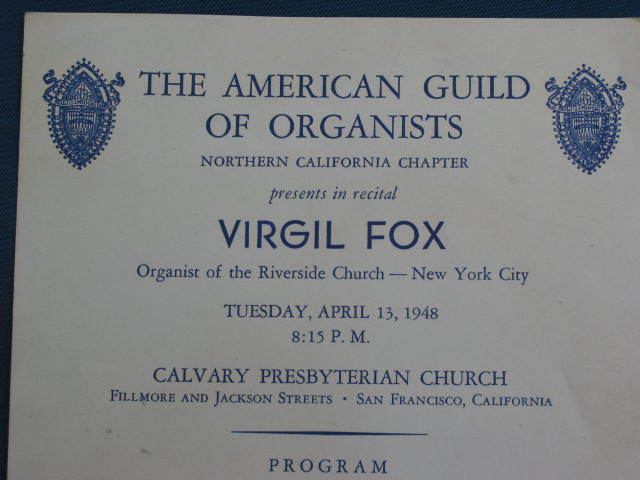 THE AMERICAN GUILD
OF ORGANISTS
NORTHERN CALIFORNIA CHAPTER
presents in recital
VIRGIL FOX
Organist of the Riverside Church — New York City
TUESDAY, APRIL 13, 1948
8:15 P. M.
CALVARY PRESBYTERIAN CHURCH
FILLMORE AND JACKSON STREETS · SAN FRANCISCO, CALIFORNIA
PROGRAM